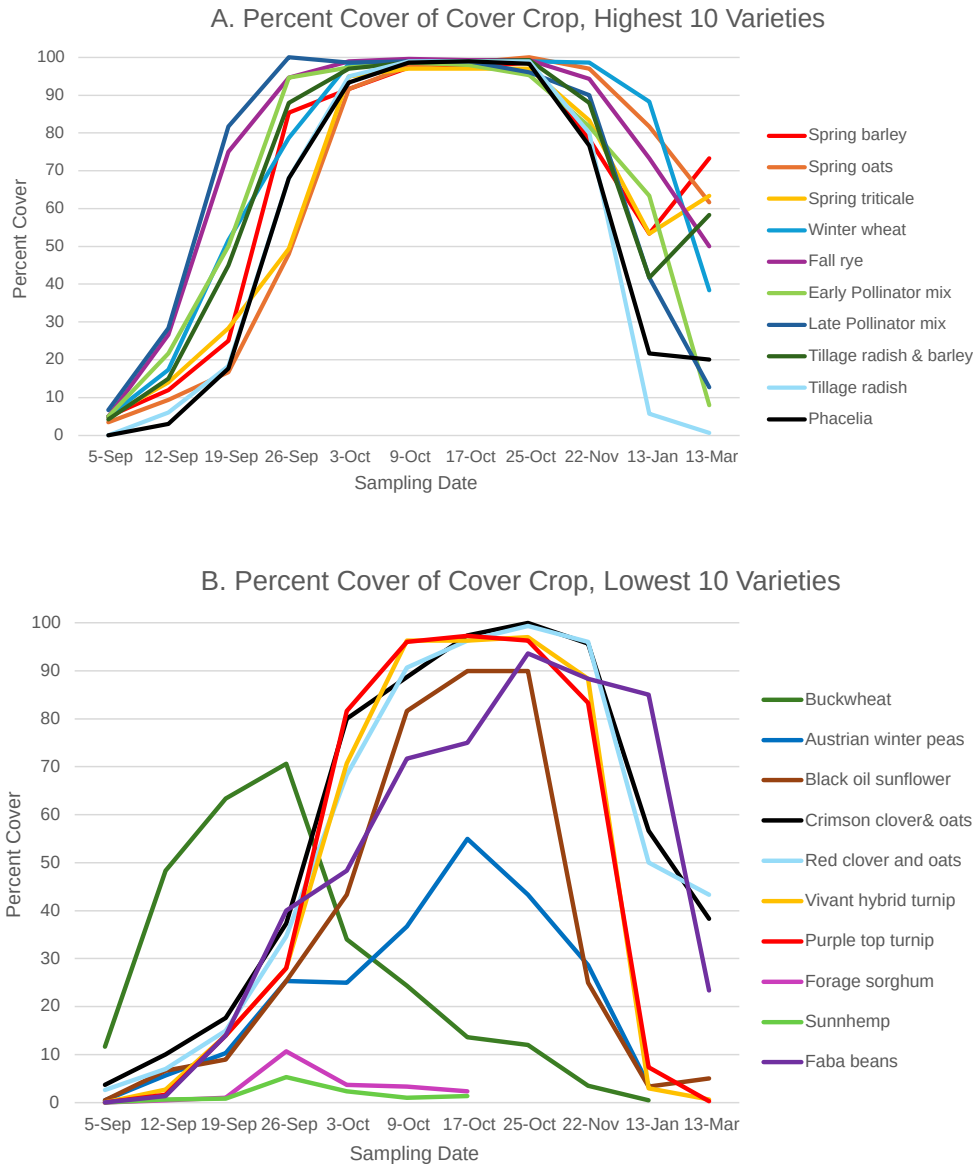 A. Percent Cover of Cover Crop, Highest 10 Varieties
100
90
80
70
60
50
40
30
20
10
0
Percent Cover
5-Sep 12-Sep 19-Sep 26-Sep 3-Oct 9-Oct 17-Oct 25-Oct 22-Nov 13-Jan 13-Mar
Sampling Date
Spring barley
Spring oats
Spring triticale
Winter wheat
Fall rye
Early Pollinator mix
Late Pollinator mix
Tillage radish & barley
Tillage radish
Phacelia
B. Percent Cover of Cover Crop, Lowest 10 Varieties
100
90
80
70
60
50
40
30
20
10
0
Percent Cover
5-Sep 12-Sep 19-Sep 26-Sep 3-Oct 9-Oct 17-Oct 25-Oct 22-Nov 13-Jan 13-Mar
Sampling Date
Buckwheat
Austrian winter peas
Black oil sunflower
Crimson clover& oats
Red clover and oats
Vivant hybrid turnip
Purple top turnip
Forage sorghum
Sunnhemp
Faba beans